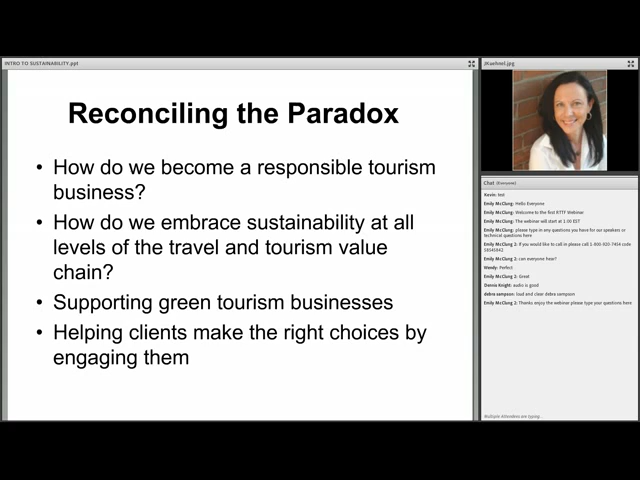 INTRO TO SUSTAINABILITY.ppt
Reconciling the Paradox
• How do we become a responsible tourism
business?
• How do we embrace sustainability at all
levels of the travel and tourism value
chain?
• Supporting green tourism businesses
• Helping clients make the right choices by
engaging them
JKuehnel.jpg
Chat (Everyone)
Kevin: test
Emily McClung: Hello Everyone
Emily McClung: Welcome to the first RTTF Webinar
Emily McClung: The webinar will start at 1:00 EST
Emily McClung: please type in any questions you have for our speakers or
technical questions here
Emily McClung 2: If you would like to call in please call 1-800-920-7454 code
Emily McClung 2: can everyone hear?
Wendy: Perfect
Emily McClung 2: Great
Dennis Knight: audio is good
debra sampson: loud and clear debra sampson
Emily McClung 2: Thanks enjoy the webinar please type your questions here
Multiple Attendees are typing...